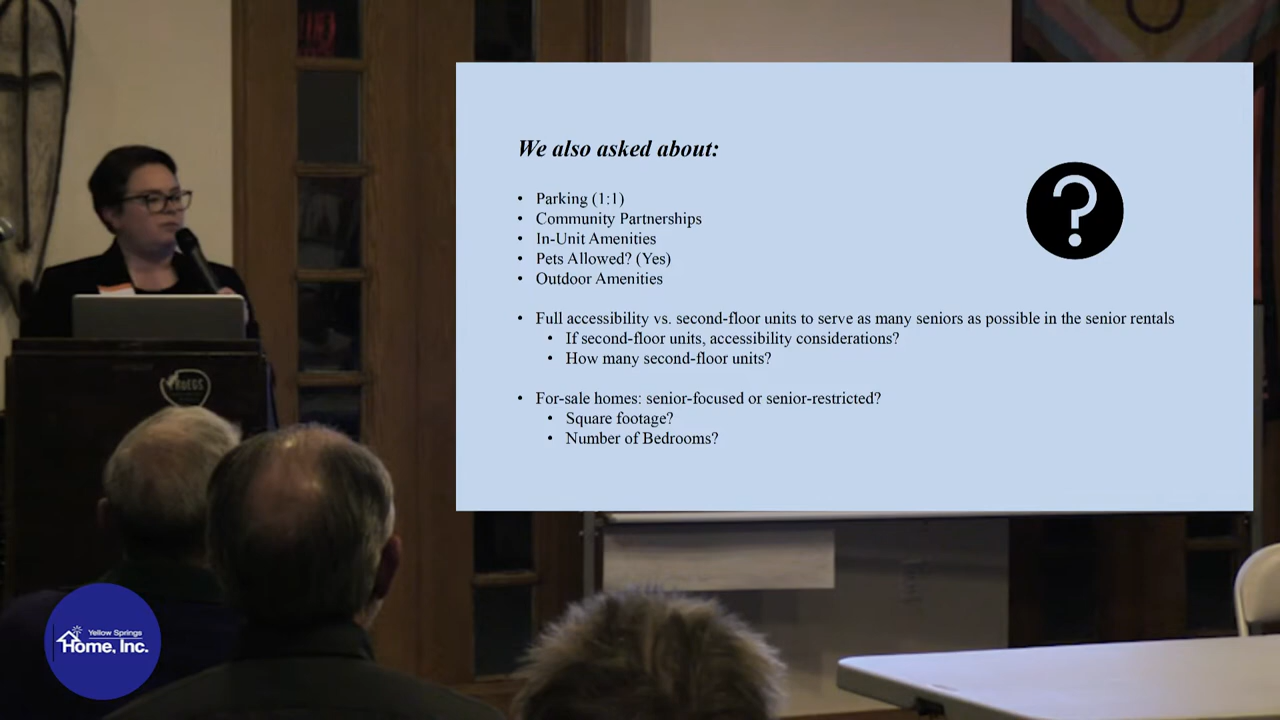 We also asked about:
• Parking (1:1)
• Community Partnerships
• In-Unit Amenities
• Pets Allowed? (Yes)
• Outdoor Amenities
• Full accessibility vs. second-floor units to serve as many seniors as possible in the senior rentals
• If second-floor units, accessibility considerations?
• How many second-floor units?
• For-sale homes: senior-focused or senior-restricted?
• Square footage?
• Number of Bedrooms?
?
Yellow Springs
Home, Inc.